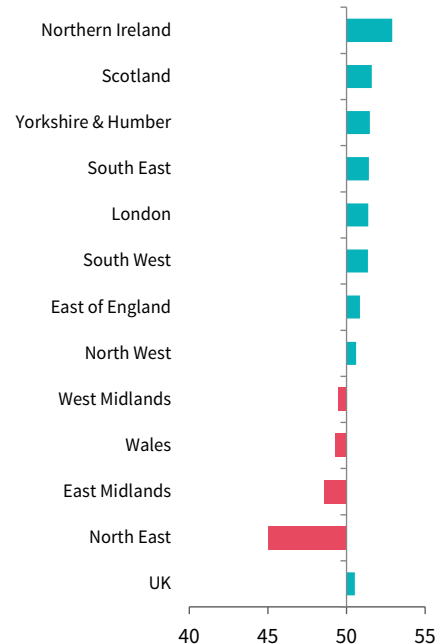 Northern Ireland
Scotland
Yorkshire & Humber
South East
London
South West
East of England
North West
West Midlands
Wales
East Midlands
North East
UK
40 45 50 55